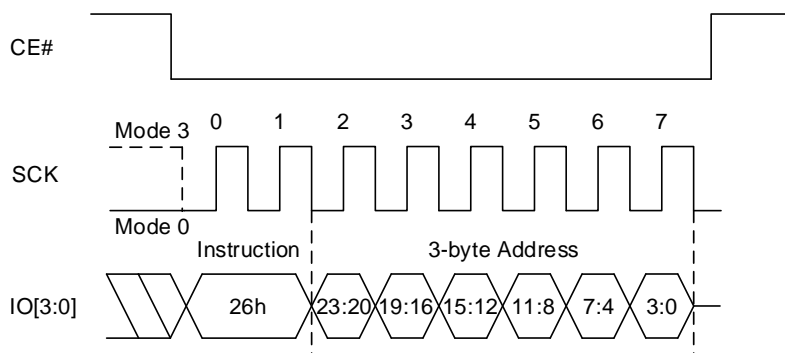 CE#
Mode 3
0 1 2 3 4 5 6 7
SCK
Mode 0
Instruction 3-byte Address
IO[3:0] 26h 23:20 19:16 15:12 11:8 7:4 3:0